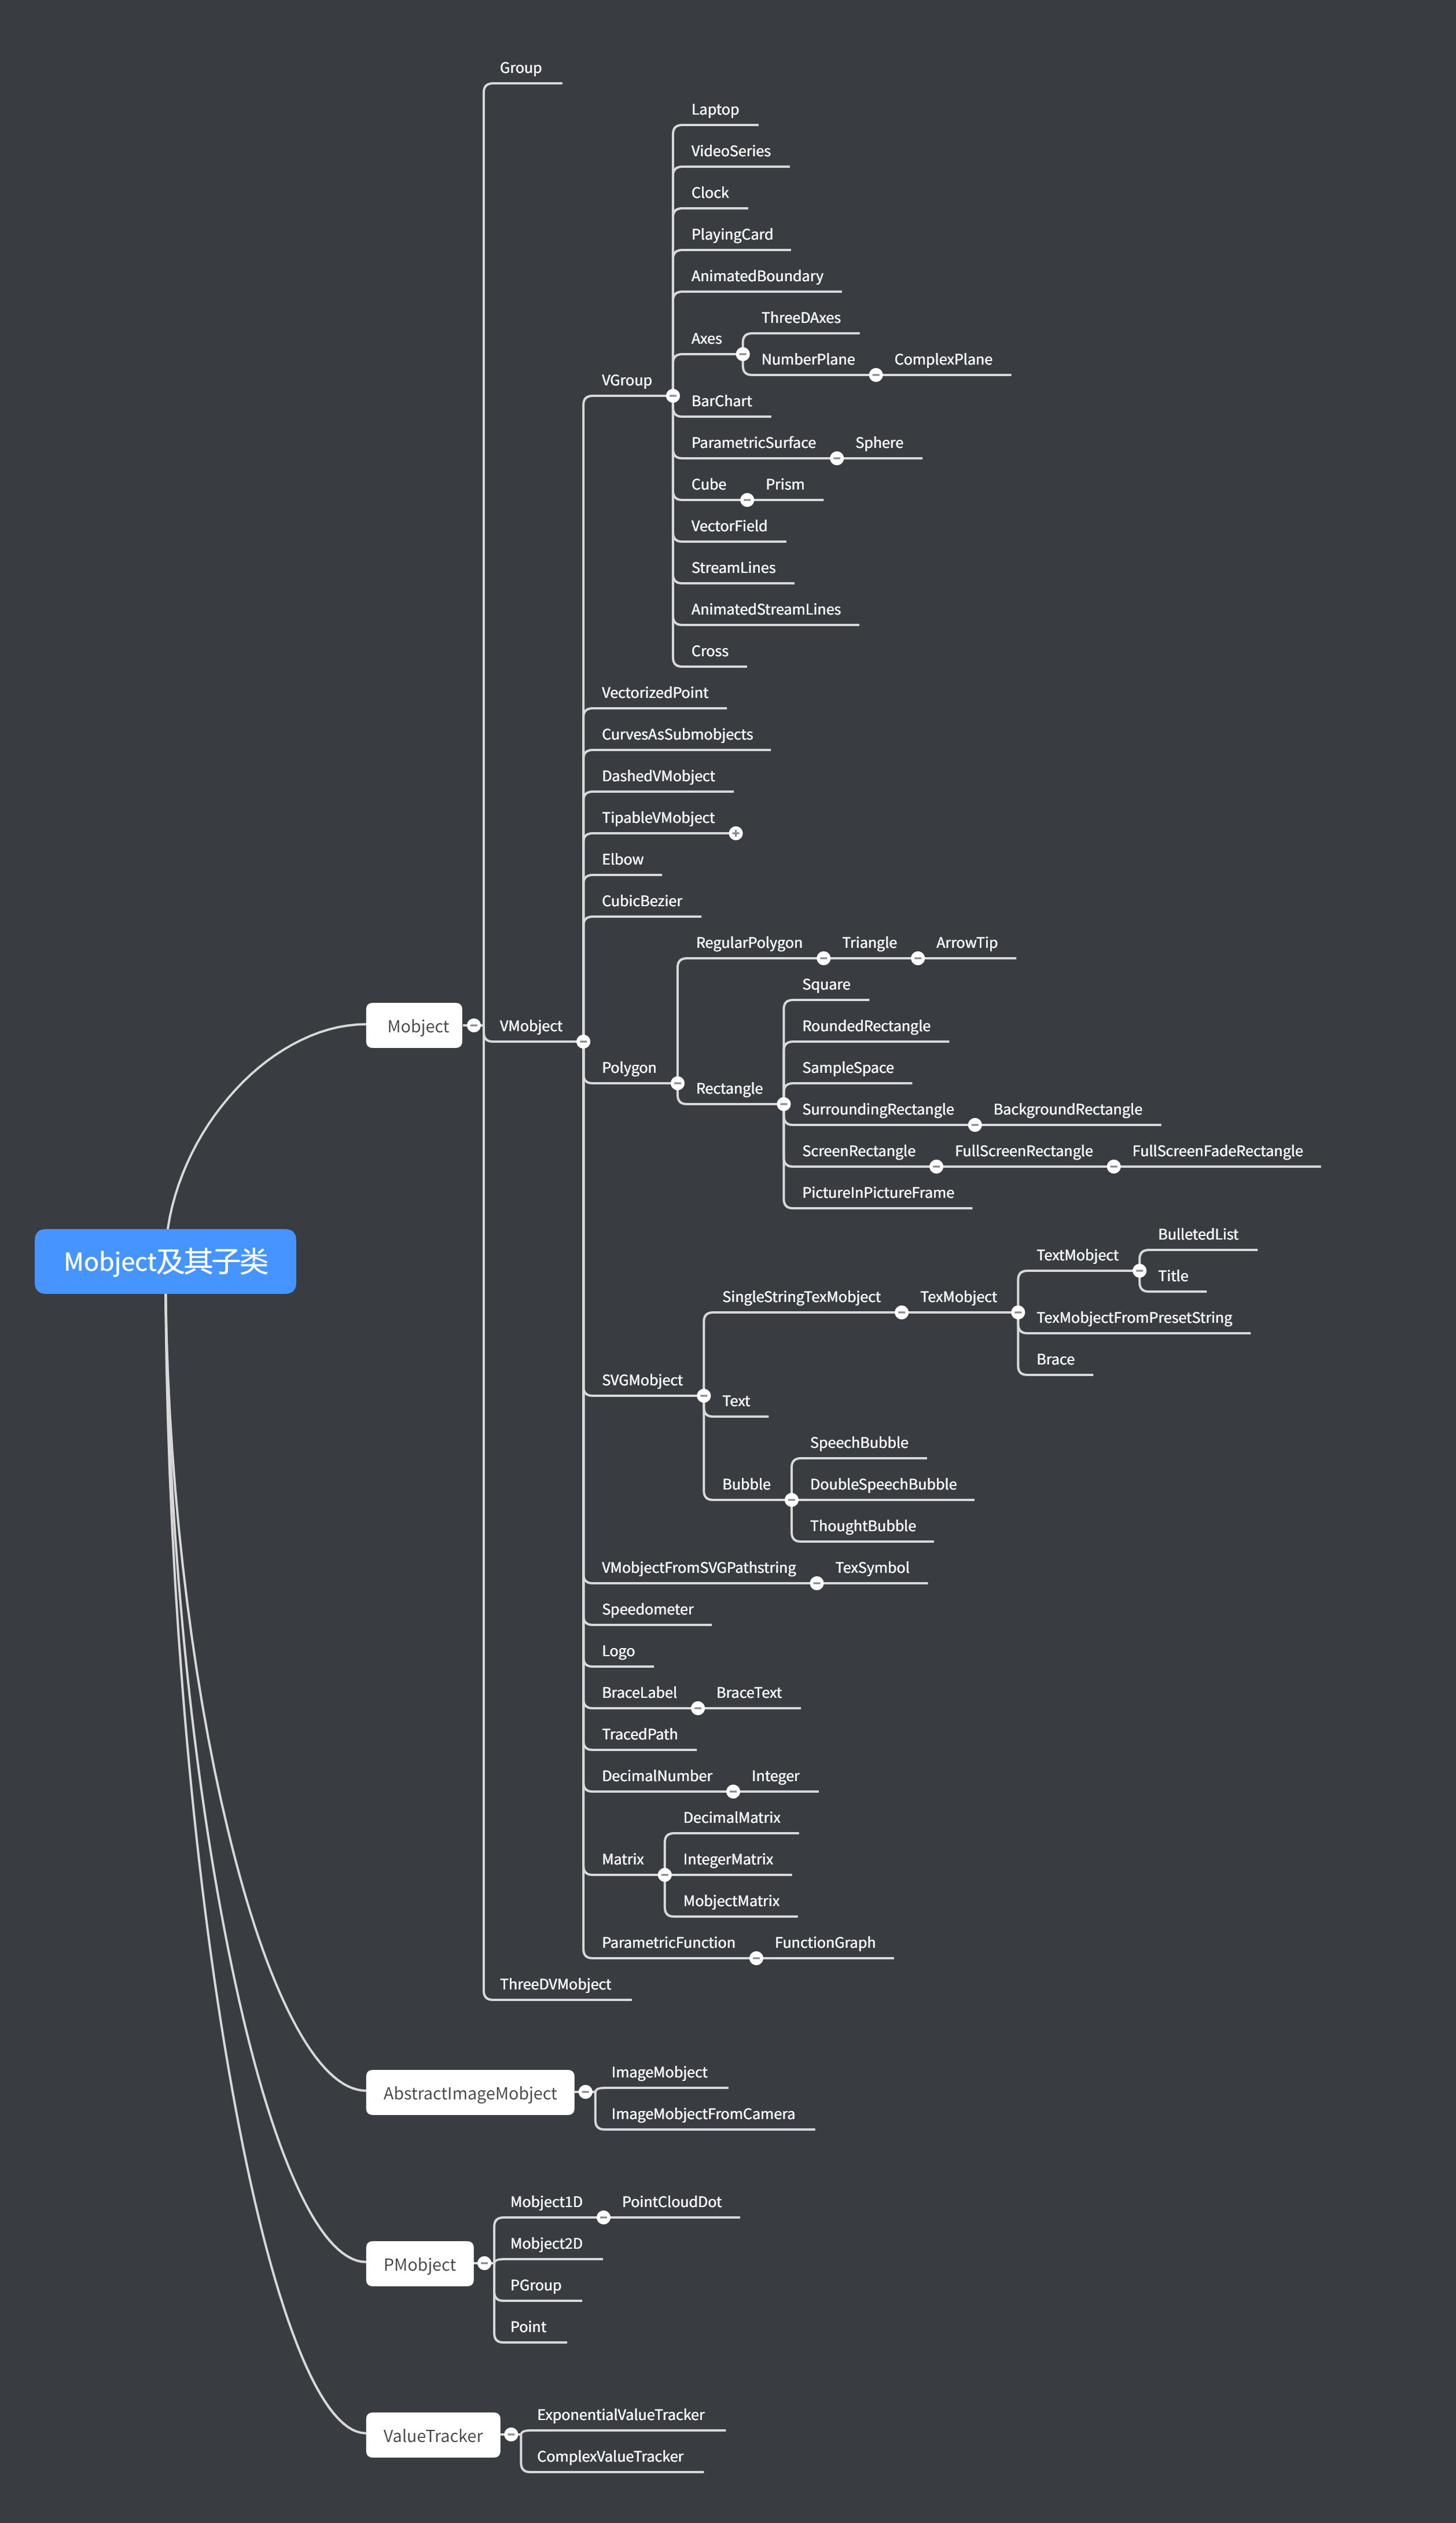 Group
Laptop
VideoSeries
Clock
PlayingCard
AnimatedBoundary
ThreeDAxes
Axes
NumberPlane
ComplexPlane
VGroup
BarChart
ParametricSurface
Sphere
Cube
Prism
VectorField
StreamLines
AnimatedStreamLines
Cross
VectorizedPoint
CurvesAsSubmobjects
DashedVMobject
TipableVMobject
Elbow
CubicBezier
RegularPolygon
Triangle
ArrowTip
Square
Mobject
VMobject
RoundedRectangle
Polygon
SampleSpace
Rectangle
SurroundingRectangle
BackgroundRectangle
ScreenRectangle
FullScreenRectangle
FullScreenFadeRectangle
PictureInPictureFrame
Mobject及其子类
BulletedList
TextMobject
Title
SingleStringTexMobject
TexMobject
TexMobjectFromPresetString
Brace
SVGMobject
Text
SpeechBubble
Bubble
DoubleSpeechBubble
ThoughtBubble
VMobjectFromSVGPathstring
TexSymbol
Speedometer
Logo
BraceLabel
BraceText
TracedPath
DecimalNumber
Integer
DecimalMatrix
Matrix
IntegerMatrix
MobjectMatrix
ParametricFunction
FunctionGraph
ThreeDVMobject
ImageMobject
AbstractImageMobject
ImageMobjectFromCamera
Mobject1D
PointCloudDot
Mobject2D
PMobject
PGroup
Point
ExponentialValueTracker
ValueTracker
ComplexValueTracker